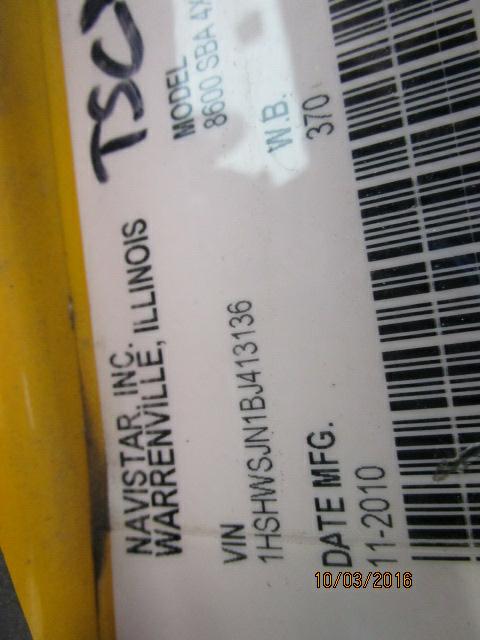 TSC
NAVISTAR, INC.
WARRENVILLE, ILLINOIS
MODEL
8600 SBA 4X
VIN
1HSHWSJN1BJ413136
W.B.
370
DATE MFG.
11-2010
10/03/2016